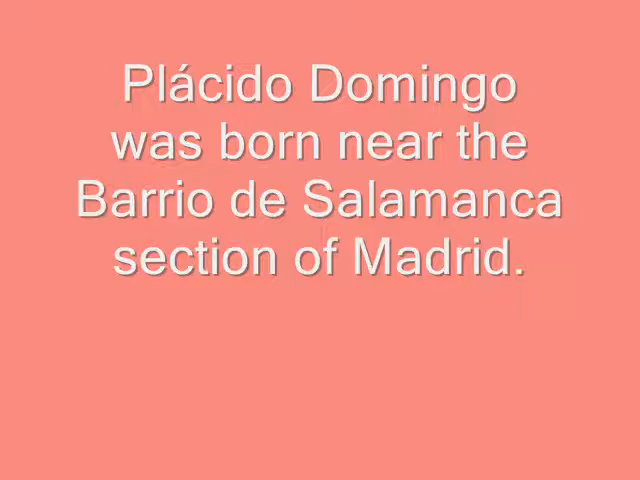 Plácido Domingo
was born near the
Barrio de Salamanca
section of Madrid.